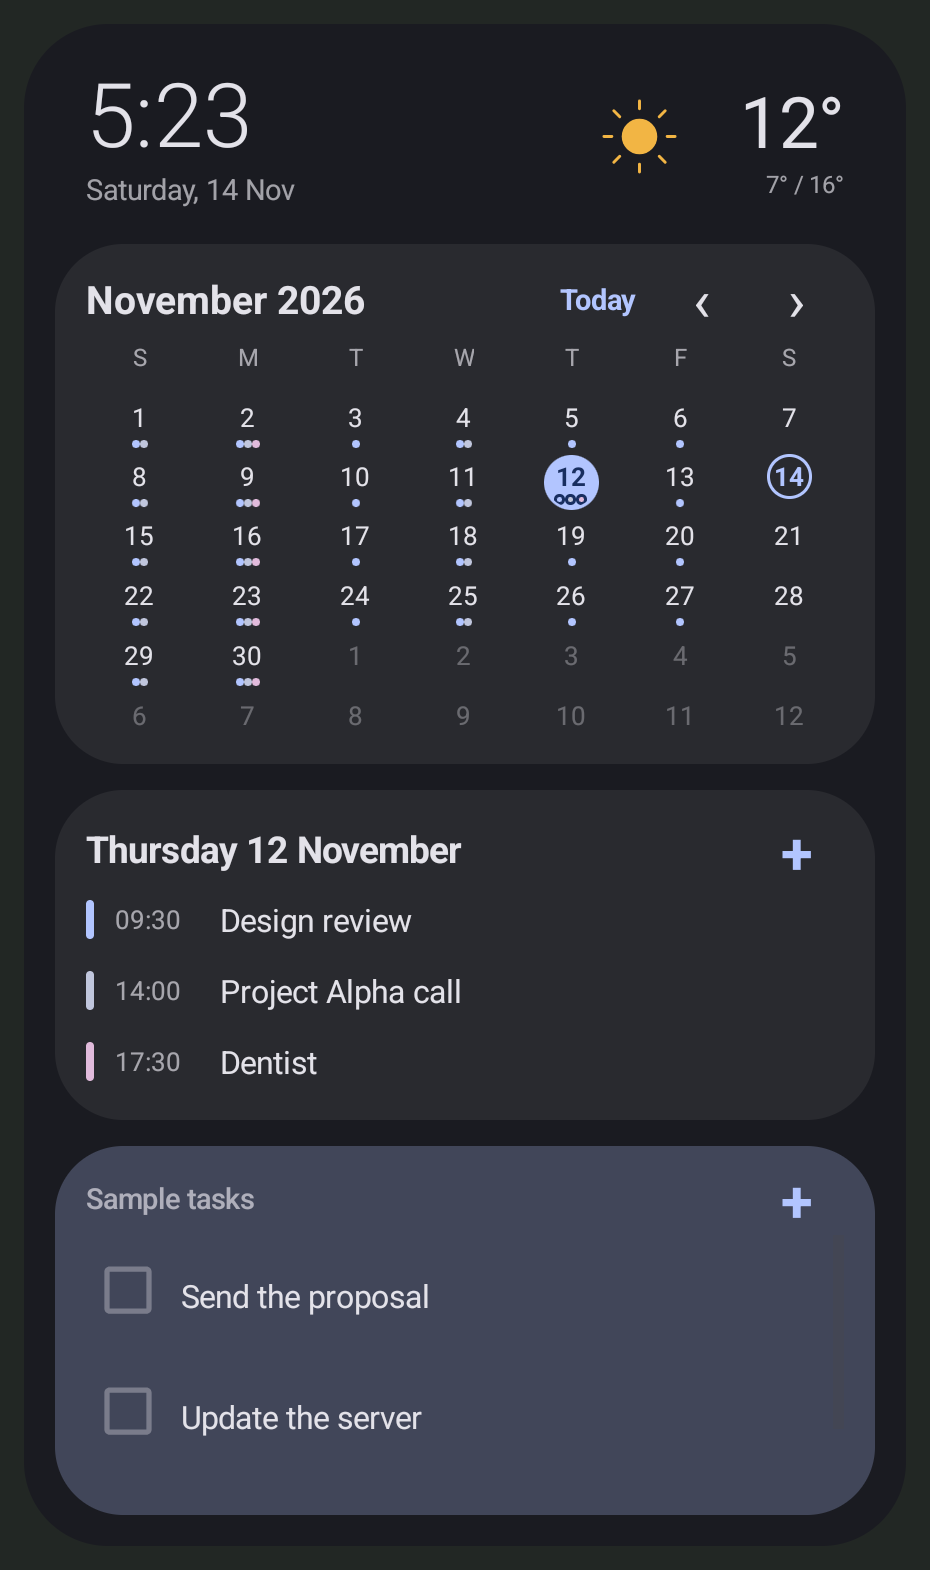 5:23
12°
Saturday, 14 Nov
7° / 16°
November 2026 Today ‹ ›
S M T W T F S
1 2 3 4 5 6 7
8 9 10 11 12 13 14
15 16 17 18 19 20 21
22 23 24 25 26 27 28
29 30 1 2 3 4 5
6 7 8 9 10 11 12
Thursday 12 November +
09:30 Design review
14:00 Project Alpha call
17:30 Dentist
Sample tasks +
Send the proposal
Update the server